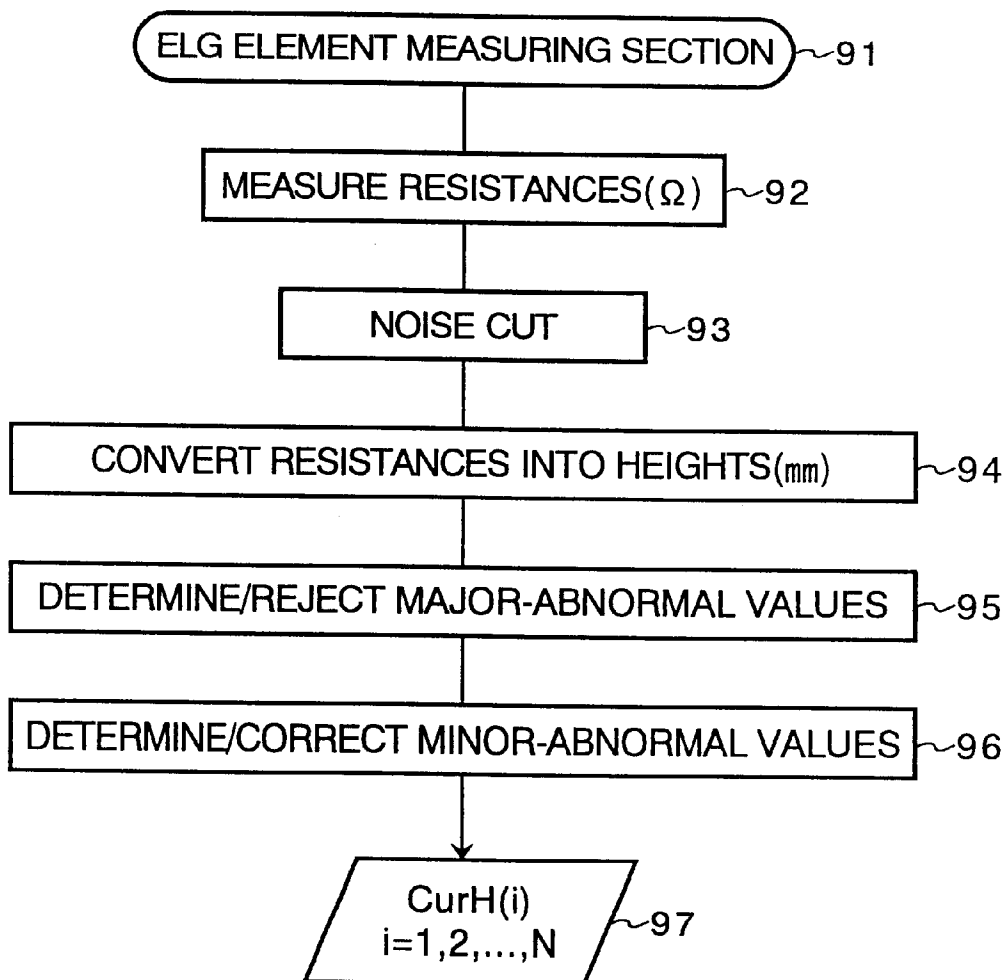 ELG ELEMENT MEASURING SECTION 91
MEASURE RESISTANCES(Ω) 92
NOISE CUT 93
CONVERT RESISTANCES INTO HEIGHTS(㎜) 94
DETERMINE/REJECT MAJOR-ABNORMAL VALUES 95
DETERMINE/CORRECT MINOR-ABNORMAL VALUES 96
CurH(i)
i=1,2,...,N 97